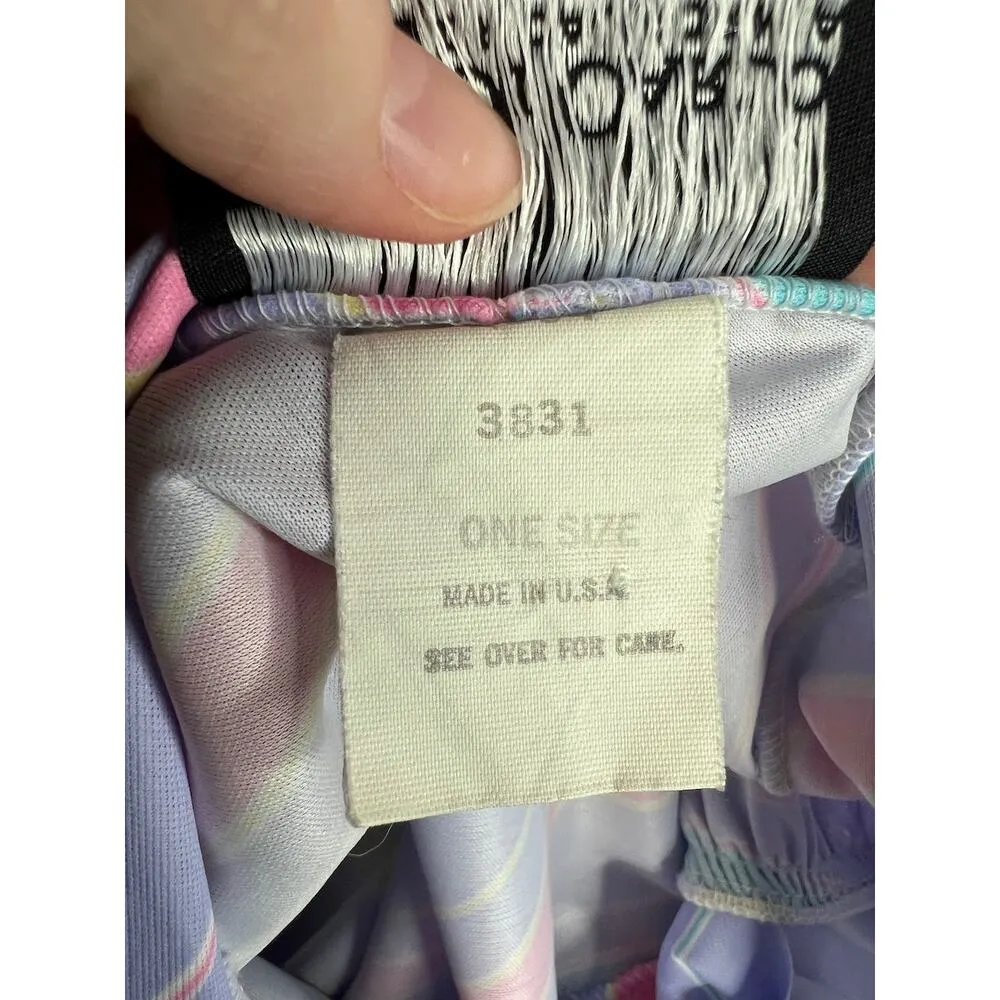 3831
ONE SIZE
MADE IN U.S.A
SEE OVER FOR CARE.